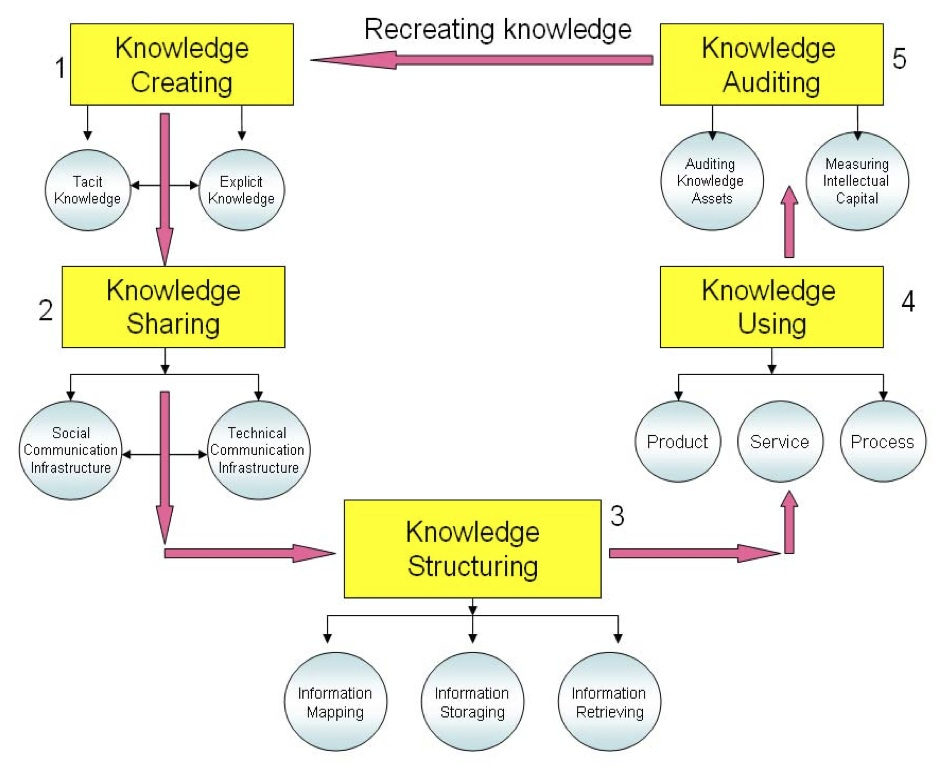 Recreating knowledge
1
Knowledge
Creating
Tacit
Knowledge
Explicit
Knowledge
2
Knowledge
Sharing
Social
Communication
Infrastructure
Technical
Communication
Infrastructure
3
Knowledge
Structuring
Information
Mapping
Information
Storaging
Information
Retrieving
4
Knowledge
Using
Product
Service
Process
5
Knowledge
Auditing
Auditing
Knowledge
Assets
Measuring
Intellectual
Capital